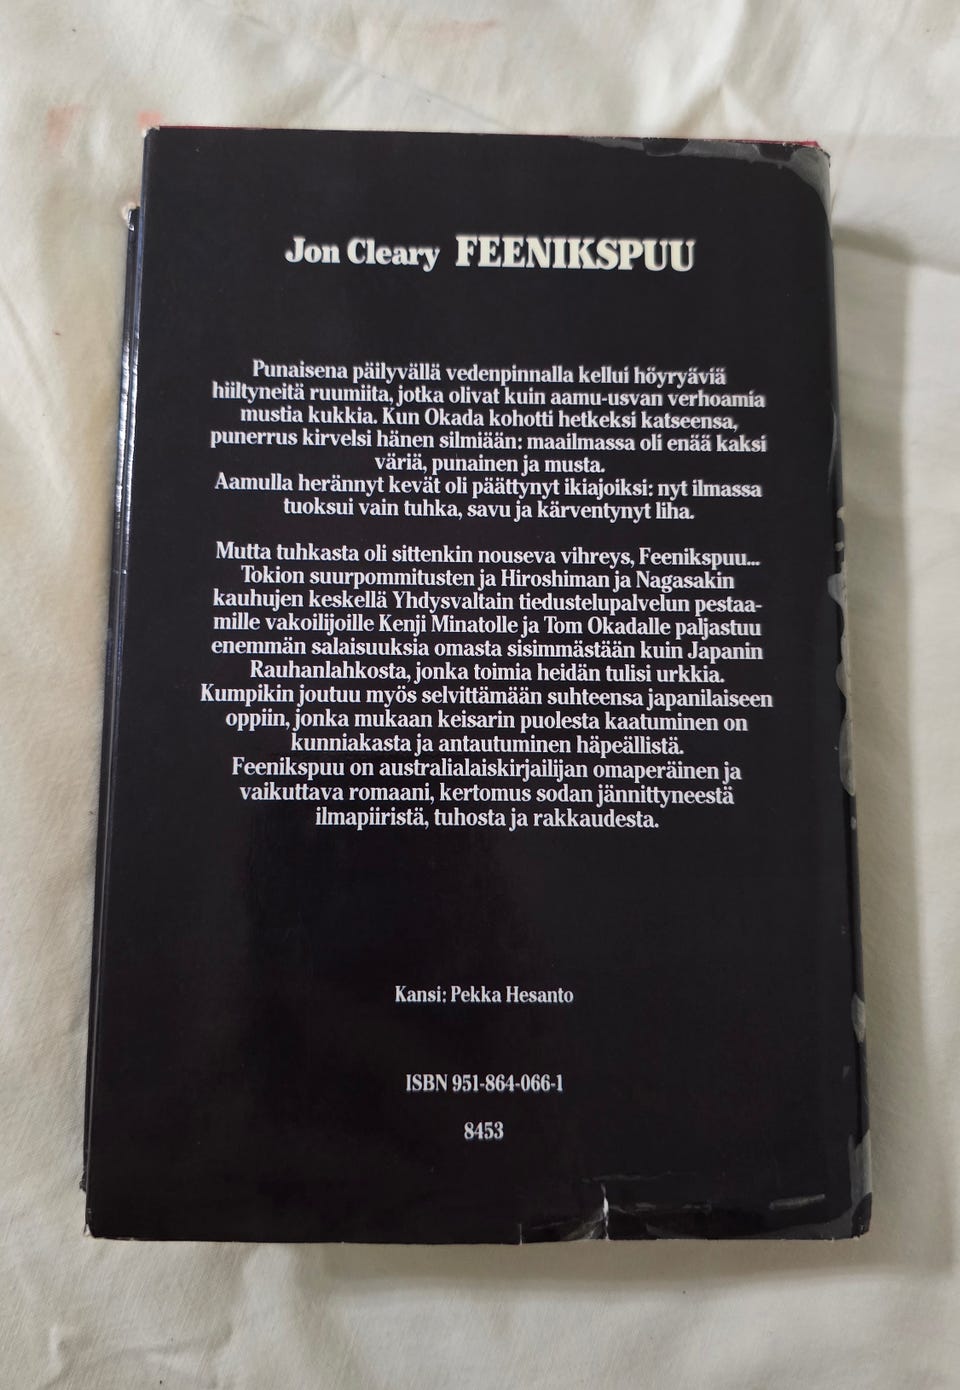 Jon Cleary FEENIKSPUU
Punaisena päilyvällä vedenpinnalla kellui höyryäviä
hiiltyneitä ruumiita, jotka olivat kuin aamu-usvan verhoamia
mustia kukkia. Kun Okada kohotti hetkeksi katseensa,
punerrus kirvelsi hänen silmiään: maailmassa oli enää kaksi
väriä, punainen ja musta.
Aamulla herännyt kevät oli päättynyt ikiajoiksi: nyt ilmassa
tuoksui vain tuhka, savu ja kärventynyt liha.
Mutta tuhkasta oli sittenkin nouseva vihreys, Feenikspuu...
Tokion suurpommitusten ja Hiroshiman ja Nagasakin
kauhujen keskellä Yhdysvaltain tiedustelupalvelun pestaa-
mille vakoilijoille Kenji Minatolle ja Tom Okadalle paljastuu
enemmän salaisuuksia omasta sisimmästään kuin Japanin
Rauhanlahkosta, jonka toimia heidän tulisi urkkia.
Kumpikin joutuu myös selvittämään suhteensa japanilaiseen
oppiin, jonka mukaan keisarin puolesta kaatuminen on
kunniakasta ja antautuminen häpeällistä.
Feenikspuu on australialaiskirjailijan omaperäinen ja
vaikuttava romaani, kertomus sodan jännittyneestä
ilmapiiristä, tuhosta ja rakkaudesta.
Kansi: Pekka Hesanto
ISBN 951-864-066-1
8453